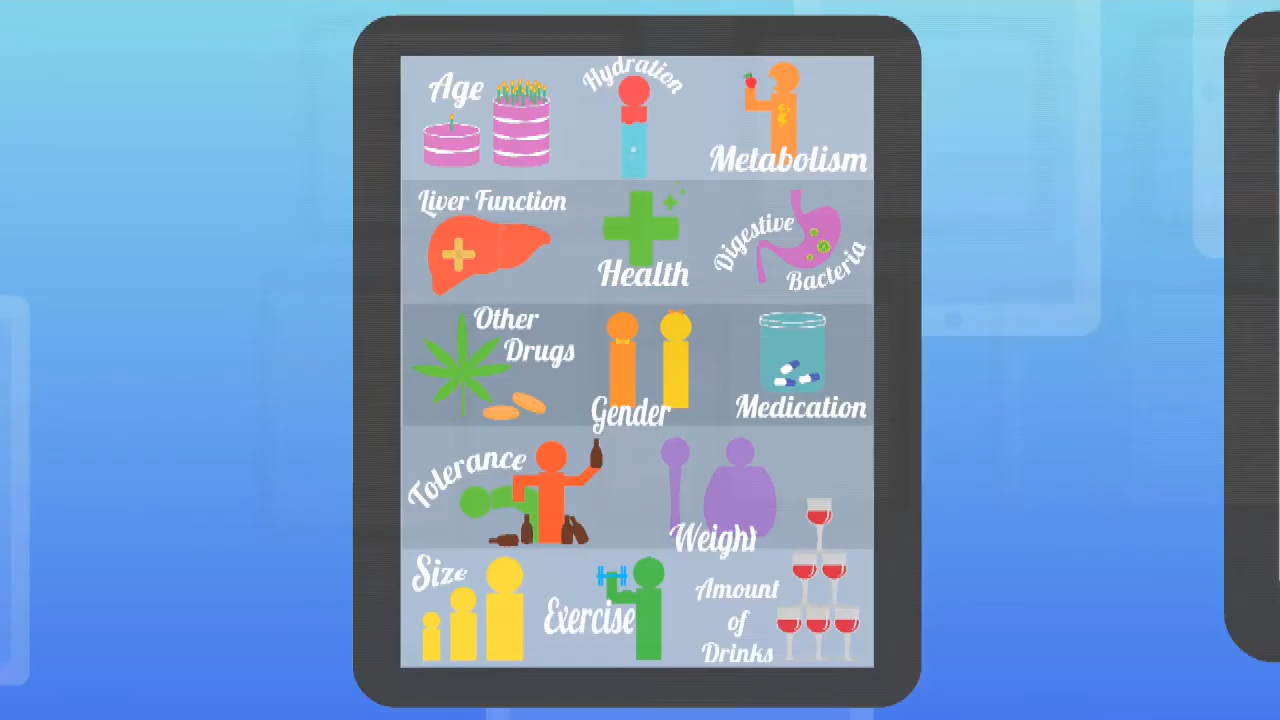 Age
Hydration
Metabolism
Liver Function
Health
Digestive
Bacteria
Other
Drugs
Gender
Medication
Tolerance
Weight
Size
Exercise
Amount
of
Drinks